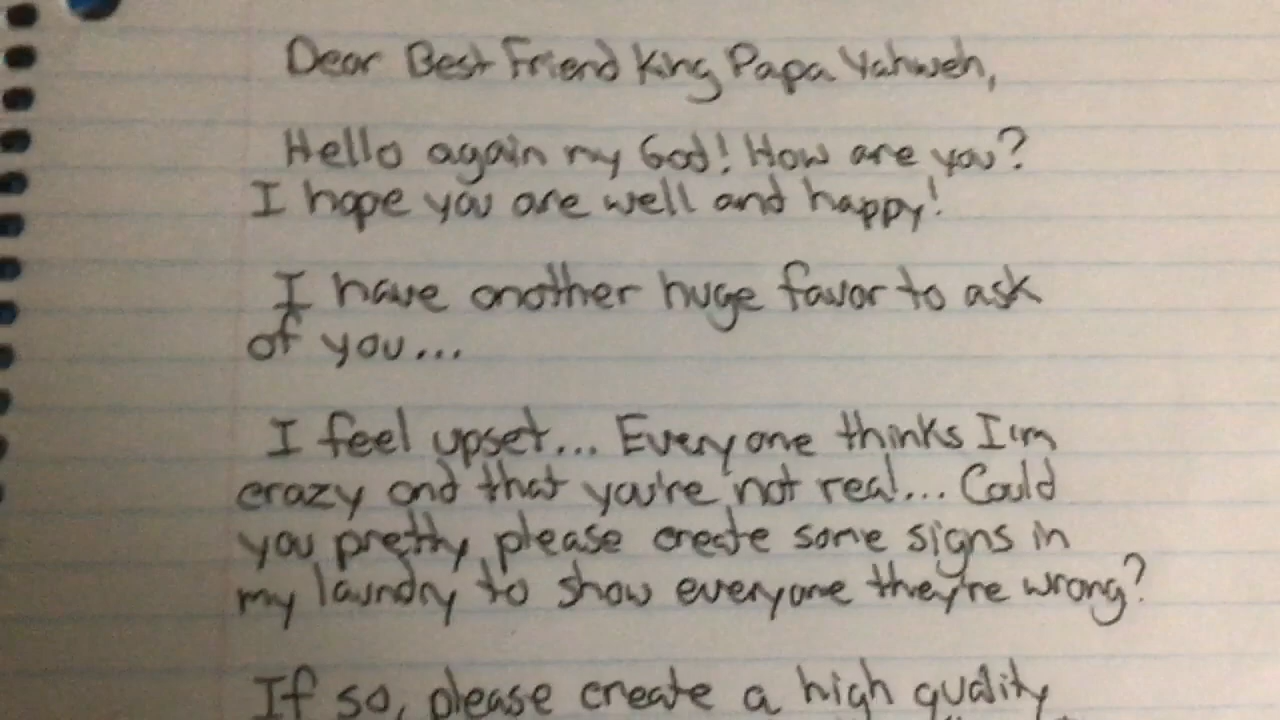 Dear Best Friend King Papa Yahweh,
Hello again my God! How are you?
I hope you are well and happy!
I have another huge favor to ask
of you...
I feel upset... Everyone thinks I'm
crazy and that you're not real... Could
you pretty please create some signs in
my laundry to show everyone they're wrong?
If so, please create a high quality